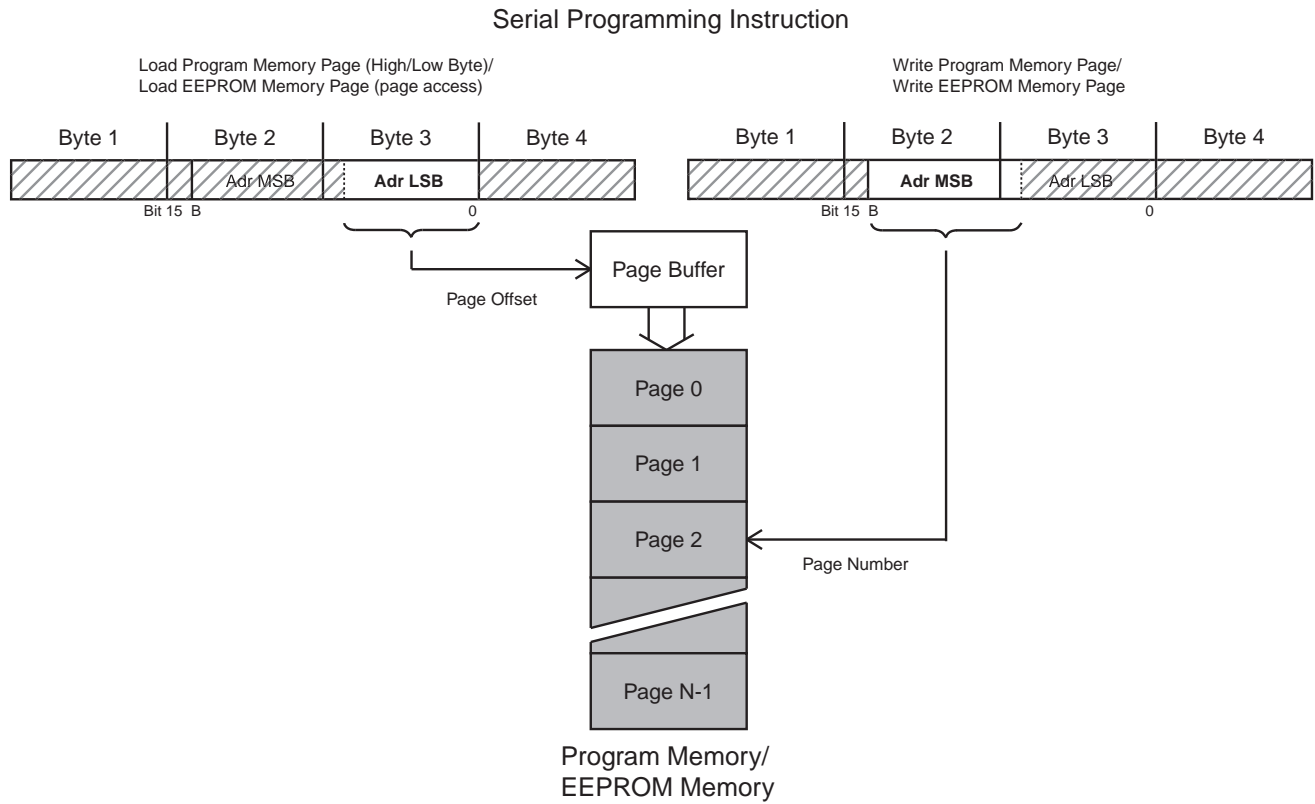 Serial Programming Instruction
Load Program Memory Page (High/Low Byte)/
Load EEPROM Memory Page (page access)
Write Program Memory Page/
Write EEPROM Memory Page
Byte 1
Byte 2
Byte 3
Byte 4
Byte 1
Byte 2
Byte 3
Byte 4
Adr MSB
Adr LSB
Adr MSB
Adr LSB
Bit 15 B
0
Bit 15 B
0
Page Buffer
Page Offset
Page 0
Page 1
Page 2
Page Number
Page N-1
Program Memory/
EEPROM Memory